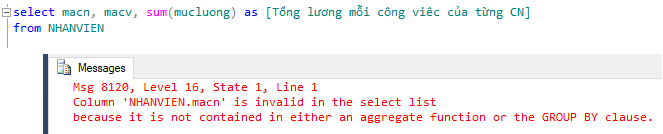 select macn, macv, sum(mucluong) as [Tổng lương mỗi công viêc của từng CN]
from NHANVIEN
Messages
Msg 8120, Level 16, State 1, Line 1
Column 'NHANVIEN.macn' is invalid in the select list
because it is not contained in either an aggregate function or the GROUP BY clause.